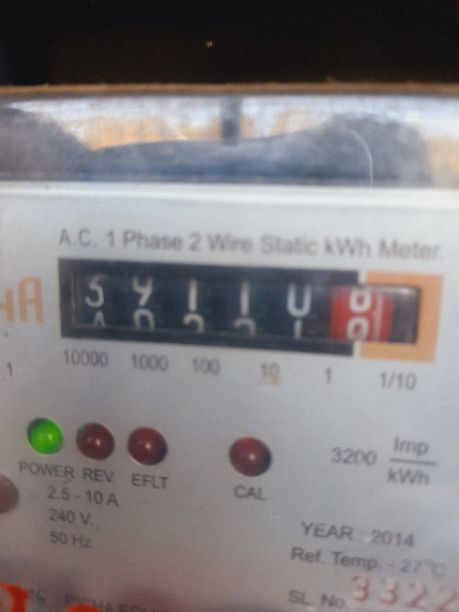 A.C. 1 Phase 2 Wire Static kWh Meter.
10000 1000 100 10 1 1/10
3200 Imp/kWh
POWER REV. EFLT CAL
2.5 - 10 A
240 V.
50 Hz
YEAR : 2014
Ref. Temp. - 27°C
SL. No. 3322